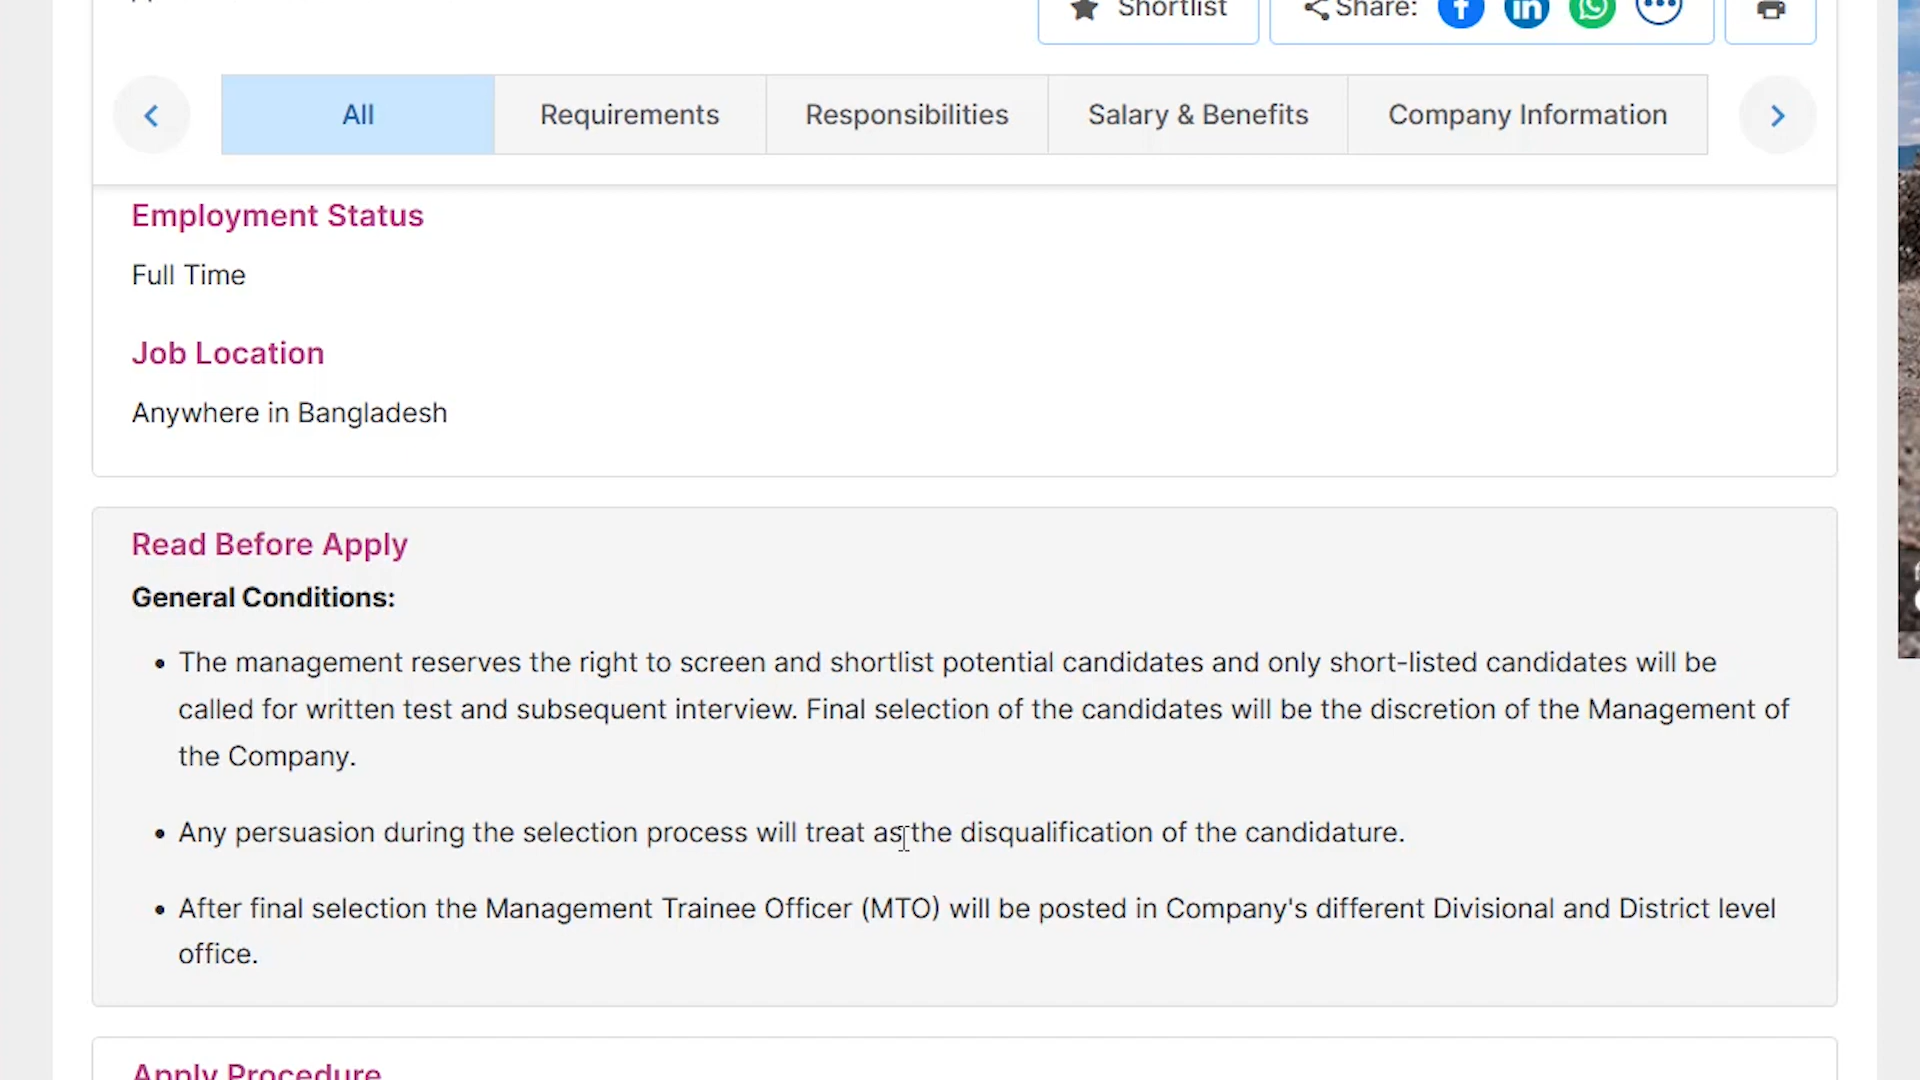 Shortlist
Share:
All
Requirements
Responsibilities
Salary & Benefits
Company Information
Employment Status
Full Time
Job Location
Anywhere in Bangladesh
Read Before Apply
General Conditions:
• The management reserves the right to screen and shortlist potential candidates and only short-listed candidates will be
called for written test and subsequent interview. Final selection of the candidates will be the discretion of the Management of
the Company.
• Any persuasion during the selection process will treat as the disqualification of the candidature.
• After final selection the Management Trainee Officer (MTO) will be posted in Company's different Divisional and District level
office.
Apply Procedure